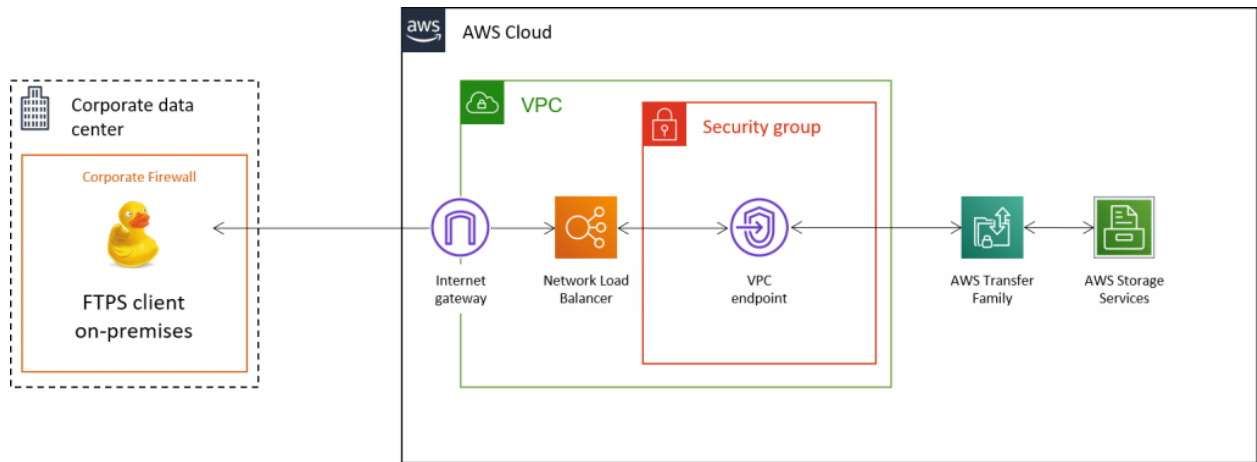 aws
AWS Cloud
Corporate data
center
VPC
Security group
Corporate Firewall
FTPS client
on-premises
Internet
gateway
Network Load
Balancer
VPC
endpoint
AWS Transfer
Family
AWS Storage
Services